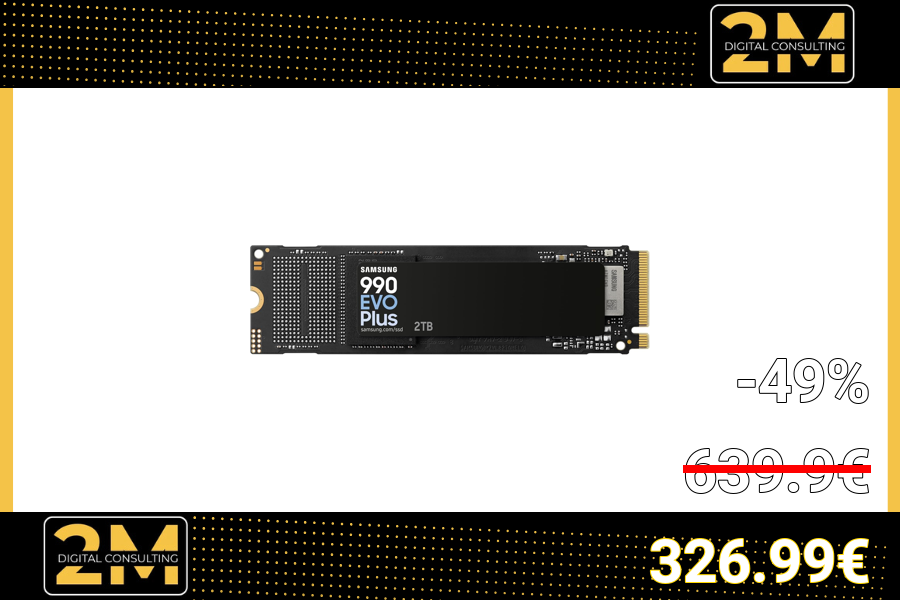 2M
DIGITAL CONSULTING
SAMSUNG
990
EVO
Plus
samsung.com/ssd
2TB
-49%
639.9€
2M
DIGITAL CONSULTING
326.99€